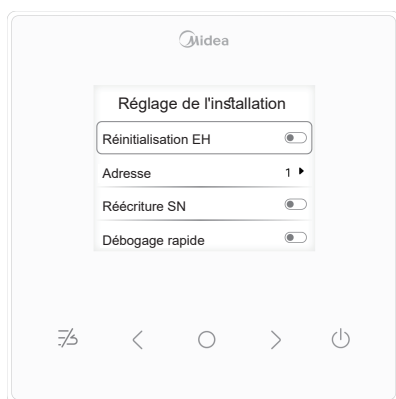 Midea
Réglage de l'installation
Réinitialisation EH
Adresse 1
Réécriture SN
Débogage rapide